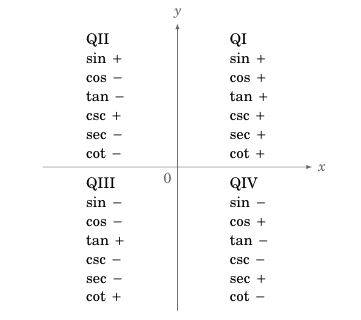 y
QII
sin +
cos −
tan −
csc +
sec −
cot −
QI
sin +
cos +
tan +
csc +
sec +
cot +
x
0
QIII
sin −
cos −
tan +
csc −
sec −
cot +
QIV
sin −
cos +
tan −
csc −
sec +
cot −